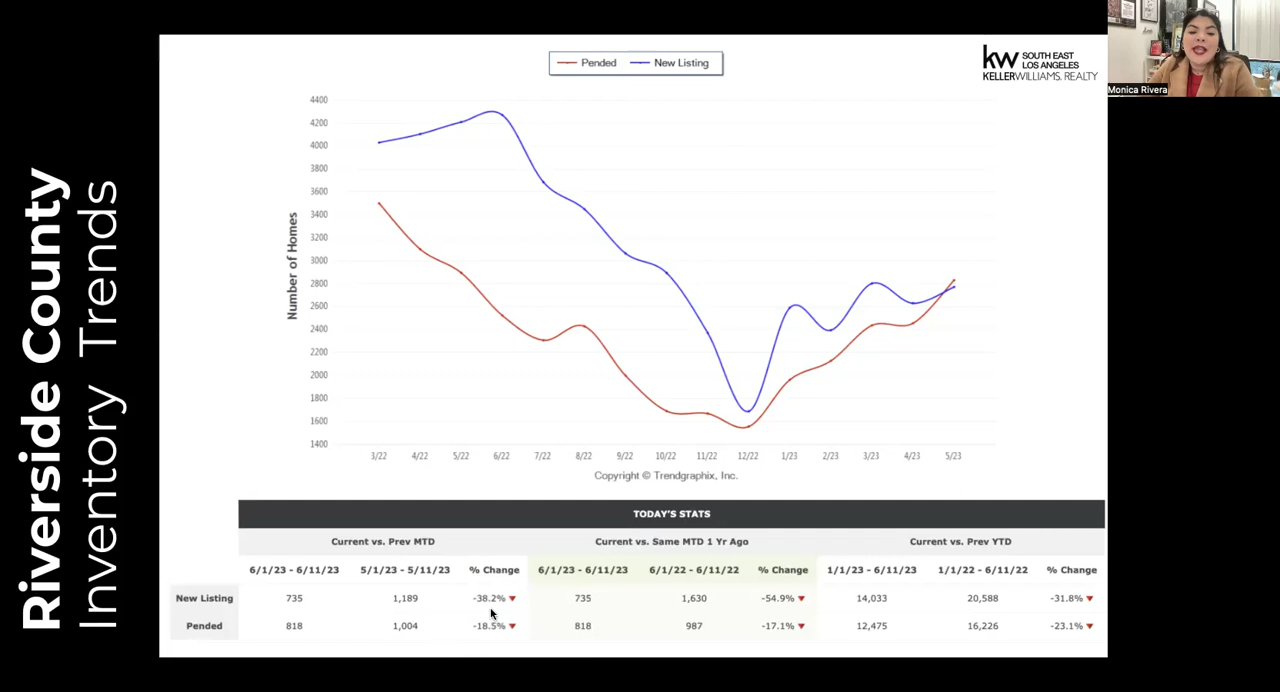 Riverside County
Inventory Trends
Pended New Listing
kw SOUTH EAST
LOS ANGELES
KELLERWILLIAMS. REALTY
Monica Rivera
Number of Homes
4400
4200
4000
3800
3600
3400
3200
3000
2800
2600
2400
2200
2000
1800
1600
1400
3/22 4/22 5/22 6/22 7/22 8/22 9/22 10/22 11/22 12/22 1/23 2/23 3/23 4/23 5/23
Copyright © Trendgraphix, Inc.
TODAY'S STATS
Current vs. Prev MTD Current vs. Same MTD 1 Yr Ago Current vs. Prev YTD
6/1/23 - 6/11/23 5/1/23 - 5/11/23 % Change 6/1/23 - 6/11/23 6/1/22 - 6/11/22 % Change 1/1/23 - 6/11/23 1/1/22 - 6/11/22 % Change
New Listing 735 1,189 -38.2% 735 1,630 -54.9% 14,033 20,588 -31.8%
Pended 818 1,004 -18.5% 818 987 -17.1% 12,475 16,226 -23.1%